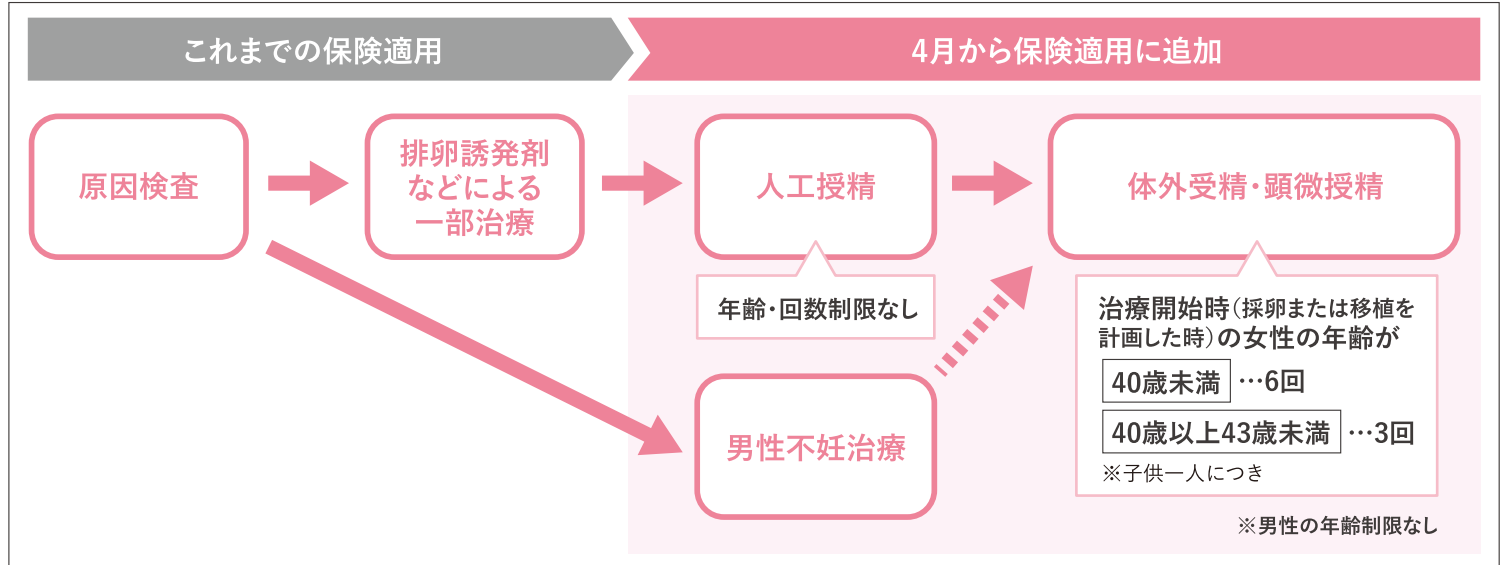 これまでの保険適用
4月から保険適用に追加
原因検査
排卵誘発剤
などによる
一部治療
人工授精
体外受精・顕微授精
年齢・回数制限なし
男性不妊治療
治療開始時(採卵または移植を
計画した時)の女性の年齢が
40歳未満…6回
40歳以上43歳未満…3回
※子供一人につき
※男性の年齢制限なし